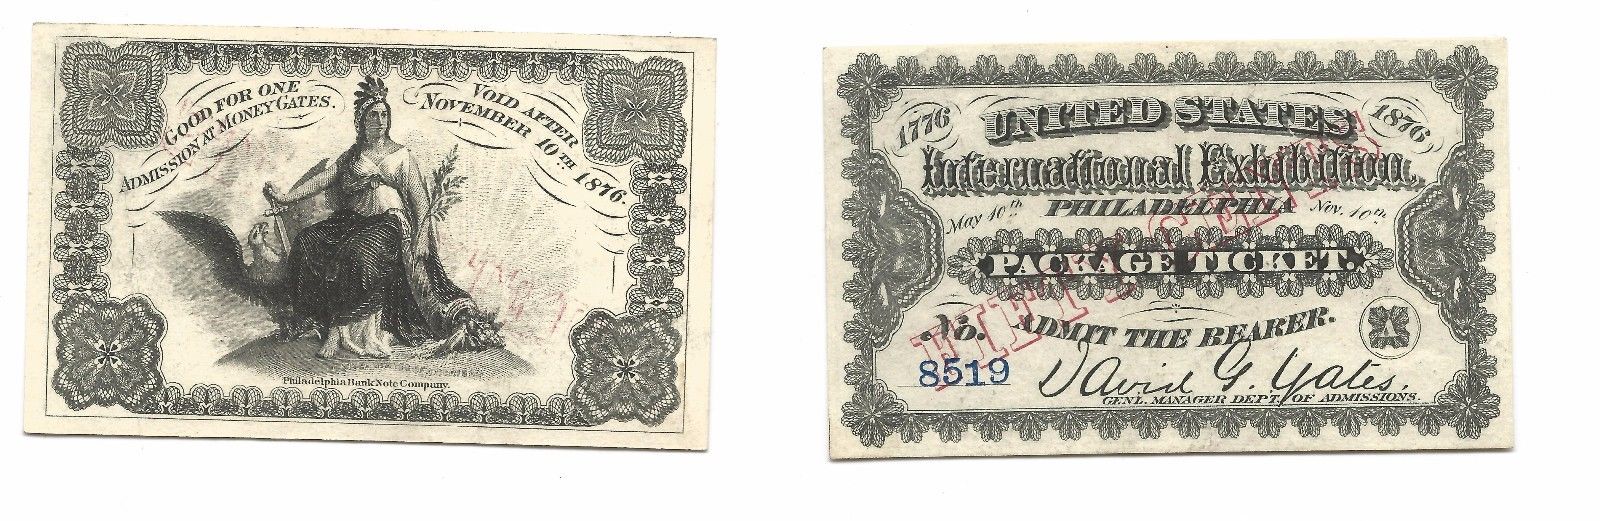 GOOD FOR ONE
ADMISSION AT MONEY GATES.
VOID AFTER
NOVEMBER 10TH 1876.
Philadelphia Bank Note Company.
1776
UNITED STATES
1876
International Exhibition,
May 10th PHILADELPHIA Nov. 10th
PACKAGE TICKET.
No. ADMIT THE BEARER.
A
8519
David G. Yates.
GENL. MANAGER DEPT. OF ADMISSIONS.
FIFTY CENTS